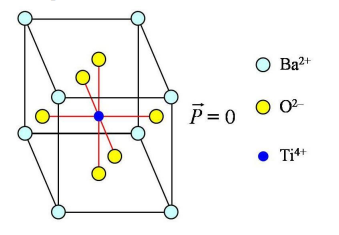 Ba²⁺
O²⁻
P⃗ = 0
Ti⁴⁺